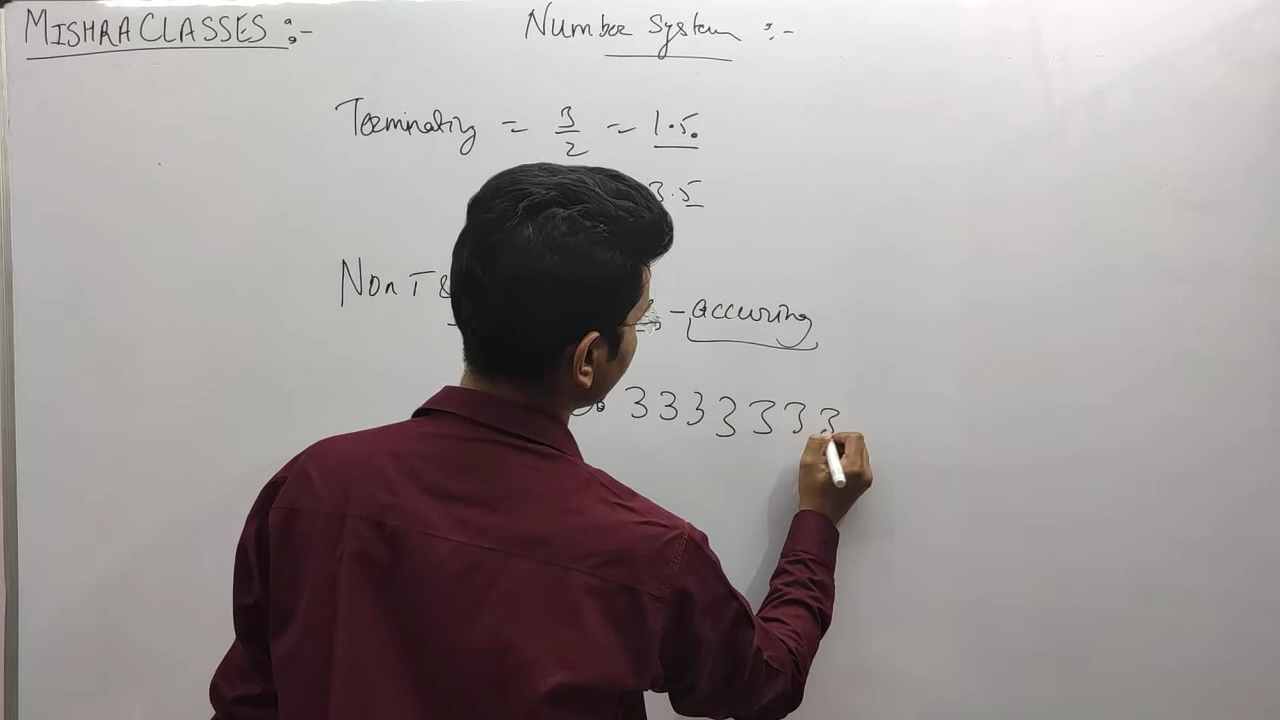 MISHRA CLASSES :-
Number System :-
Terminating = 3/2 = 1.5.
3.5
Non T &
- accuring
. 3333333